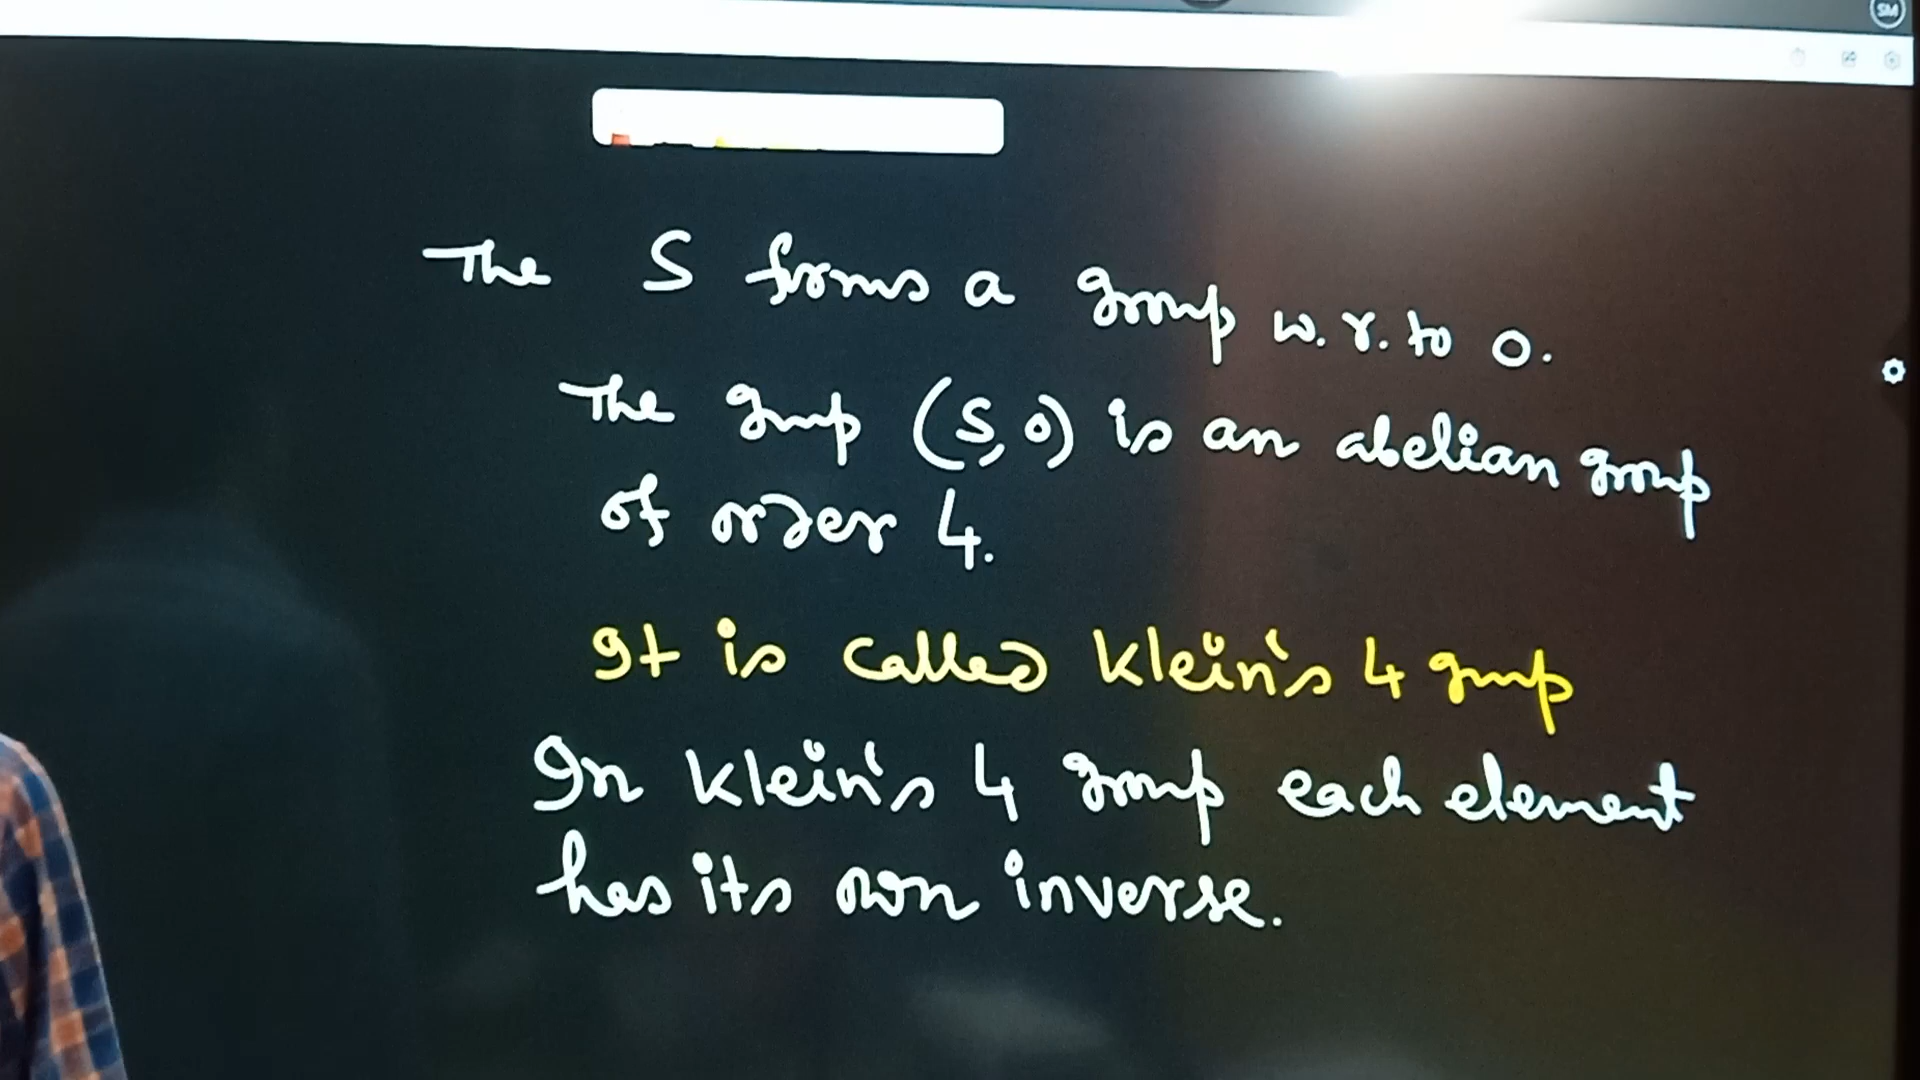 SM
The S forms a group w.r. to o.
The group (S, o) is an abelian group
of order 4.
It is called Klein's 4 group
In Klein's 4 group each element
has its own inverse.